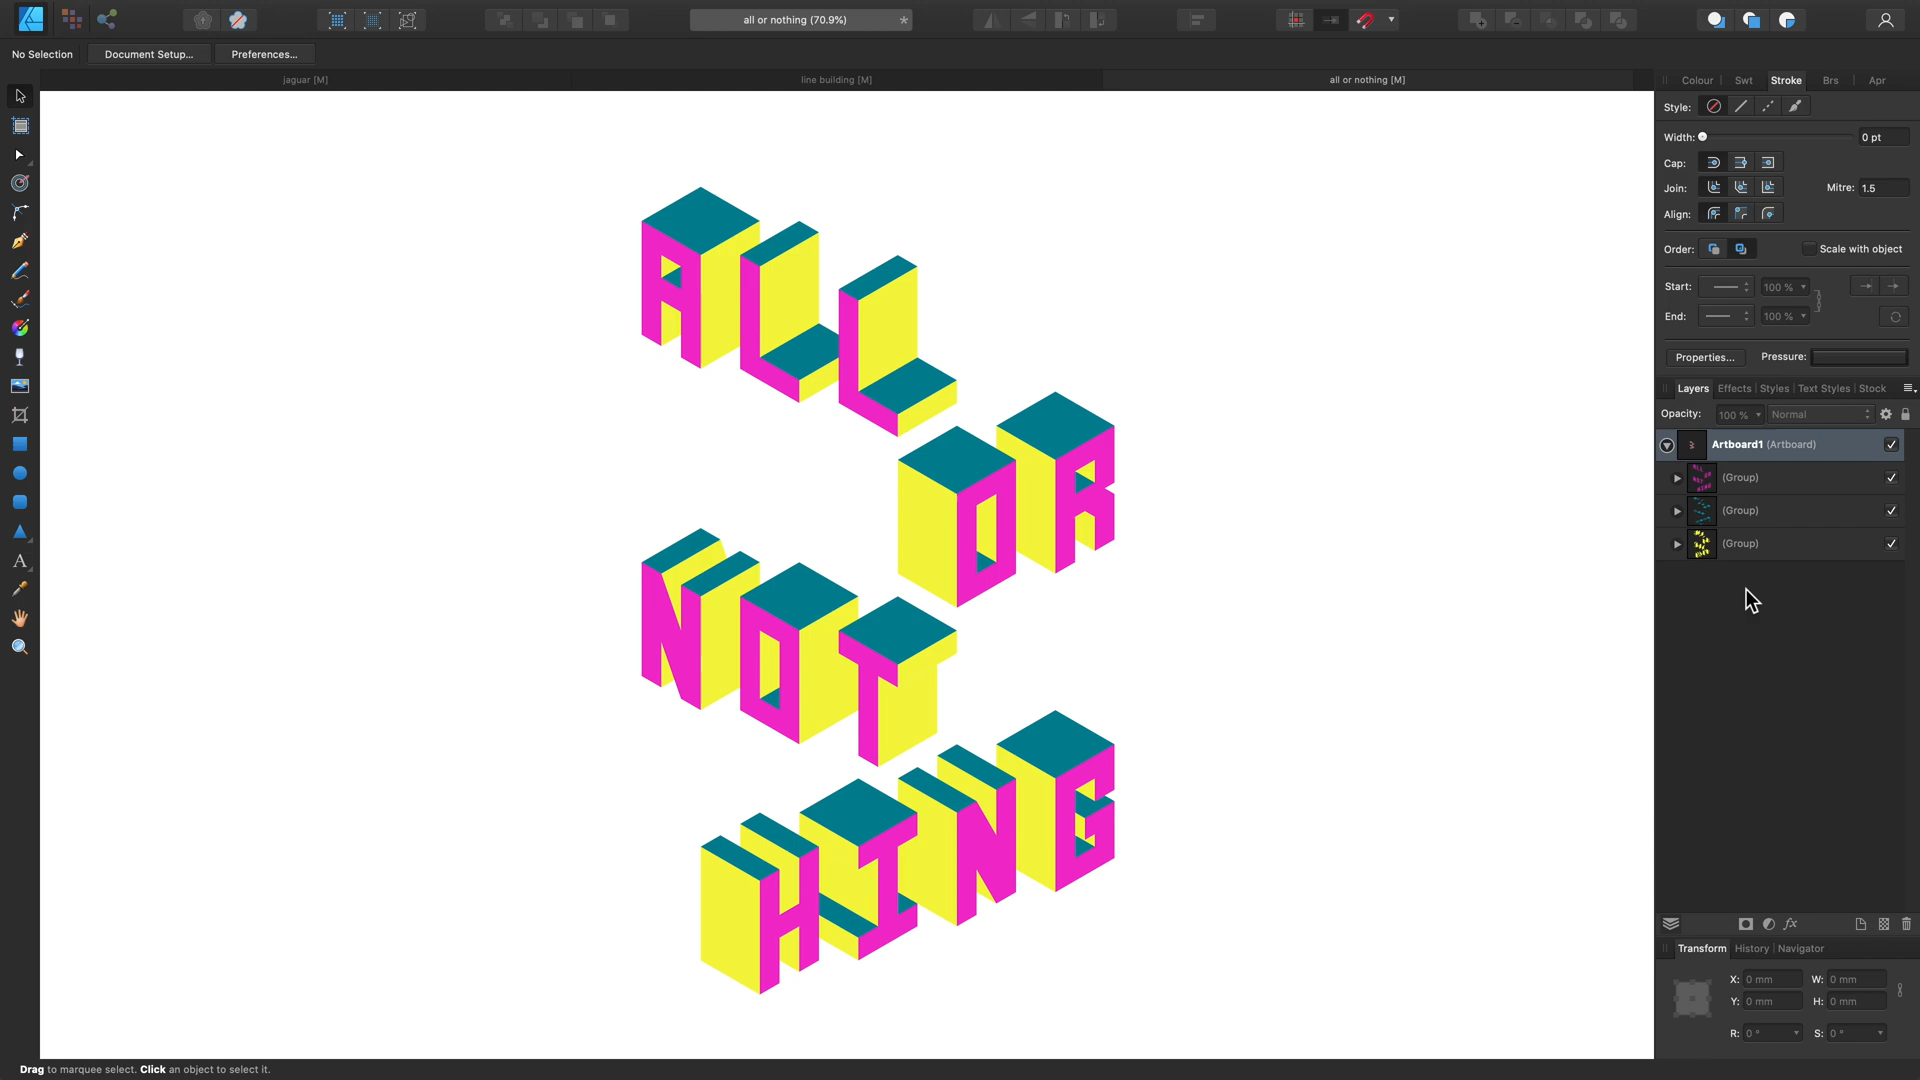 all or nothing (70.9%)
*
No Selection
Document Setup...
Preferences...
jaguar [M]
line building [M]
all or nothing [M]
Colour
Swt
Stroke
Brs
Apr
Style:
Width:
0 pt
Cap:
Join:
Mitre: 1.5
Align:
Order:
Scale with object
Start:
100 %
End:
100 %
Properties...
Pressure:
Layers
Effects
Styles
Text Styles
Stock
Opacity:
100 %
Normal
Artboard1 (Artboard)
(Group)
(Group)
(Group)
fx
Transform
History
Navigator
X: 0 mm
W: 0 mm
Y: 0 mm
H: 0 mm
R: 0 °
S: 0 °
A
ALL
OR
NOT
HING
Drag to marquee select. Click an object to select it.